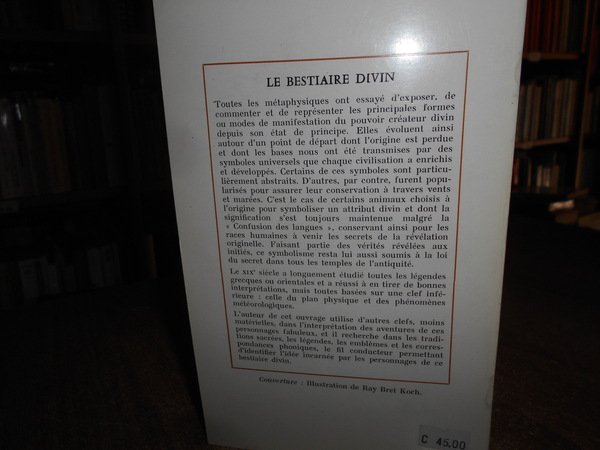 LE BESTIAIRE DIVIN
Toutes les métaphysiques ont essayé d'exposer, de
commenter et de représenter les principales formes
ou modes de manifestation du pouvoir créateur divin
depuis son état de principe. Elles évoluent ainsi
autour d'un point de départ dont l'origine est perdue
et dont les bases nous ont été transmises par des
symboles universels que chaque civilisation a enrichis
et développés. Certains de ces symboles sont particu-
lièrement abstraits. D'autres, par contre, furent popu-
larisés pour assurer leur conservation à travers vents
et marées. C'est le cas de certains animaux choisis à
l'origine pour symboliser un attribut divin et dont la
signification s'est toujours maintenue malgré la
« Confusion des langues », conservant ainsi pour les
races humaines à venir les secrets de la révélation
originelle. Faisant partie des vérités révélées aux
initiés, ce symbolisme resta lui aussi soumis à la loi
du secret dans tous les temples de l'antiquité.
Le XIXe siècle a longuement étudié toutes les légendes
grecques ou orientales et a réussi à en tirer de bonnes
interprétations, mais toutes basées sur une clef infé-
rieure : celle du plan physique et des phénomènes
météorologiques.
L'auteur de cet ouvrage utilise d'autres clefs, moins
matérielles, dans l'interprétation des aventures de ces
personnages fabuleux, et il recherche dans les tradi-
tions sacrées, les légendes, les emblèmes et les corres-
pondances phoniques, le fil conducteur permettant
d'identifier l'idée incarnée par les personnages de ce
bestiaire divin.
Couverture : Illustration de Ray Bret Koch.
C 45.00